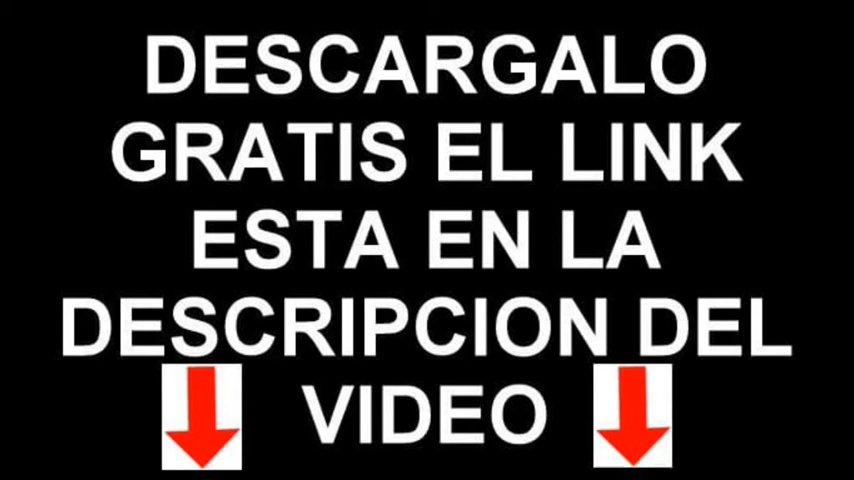 DESCARGALO
GRATIS EL LINK
ESTA EN LA
DESCRIPCION DEL
VIDEO